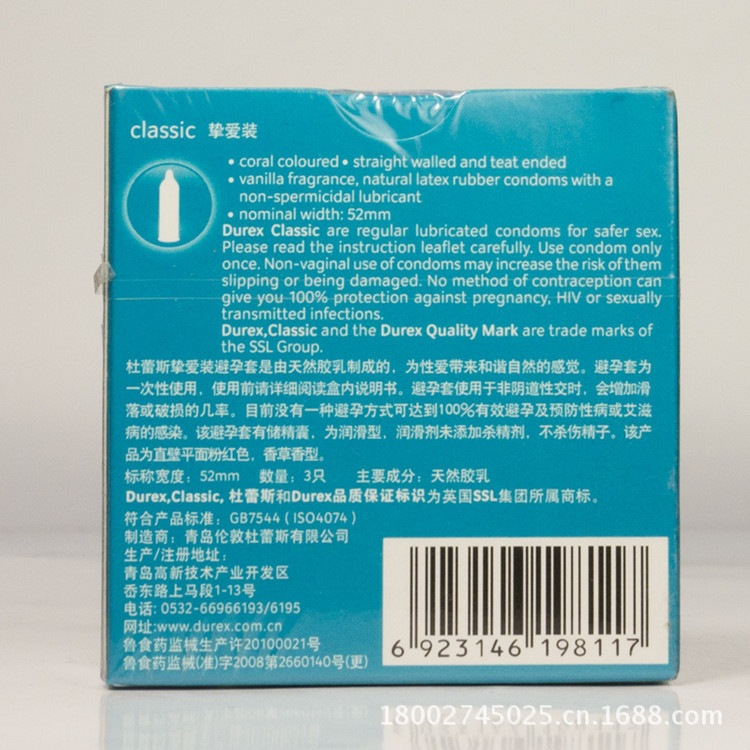 classic 挚爱装
• coral coloured • straight walled and teat ended
• vanilla fragrance, natural latex rubber condoms with a
non-spermicidal lubricant
• nominal width: 52mm
Durex Classic are regular lubricated condoms for safer sex.
Please read the instruction leaflet carefully. Use condom only
once. Non-vaginal use of condoms may increase the risk of them
slipping or being damaged. No method of contraception can
give you 100% protection against pregnancy, HIV or sexually
transmitted infections.
Durex,Classic and the Durex Quality Mark are trade marks of
the SSL Group.
杜蕾斯挚爱装避孕套是由天然胶乳制成的，为性爱带来和谐自然的感觉。避孕套为
一次性使用，使用前请详细阅读盒内说明书。避孕套使用于非阴道性交时，会增加滑
落或破损的几率。目前没有一种避孕方式可达到100%有效避孕及预防性病或艾滋
病的感染。该避孕套有储精囊，为润滑型，润滑剂未添加杀精剂，不杀伤精子。该产
品为直壁平面粉红色，香草香型。
标称宽度：52mm 数量：3只 主要成分：天然胶乳
Durex,Classic, 杜蕾斯和Durex品质保证标识为英国SSL集团所属商标。
符合产品标准：GB7544（ISO4074）
制造商：青岛伦敦杜蕾斯有限公司
生产/注册地址：
青岛高新技术产业开发区
岙东路上马段1-13号
电话: 0532-66966193/6195
网址:www.durex.com.cn
鲁食药监械生产许20100021号
鲁食药监械(准)字2008第2660140号(更)
6 923146 198117
18002745025.cn.1688.com